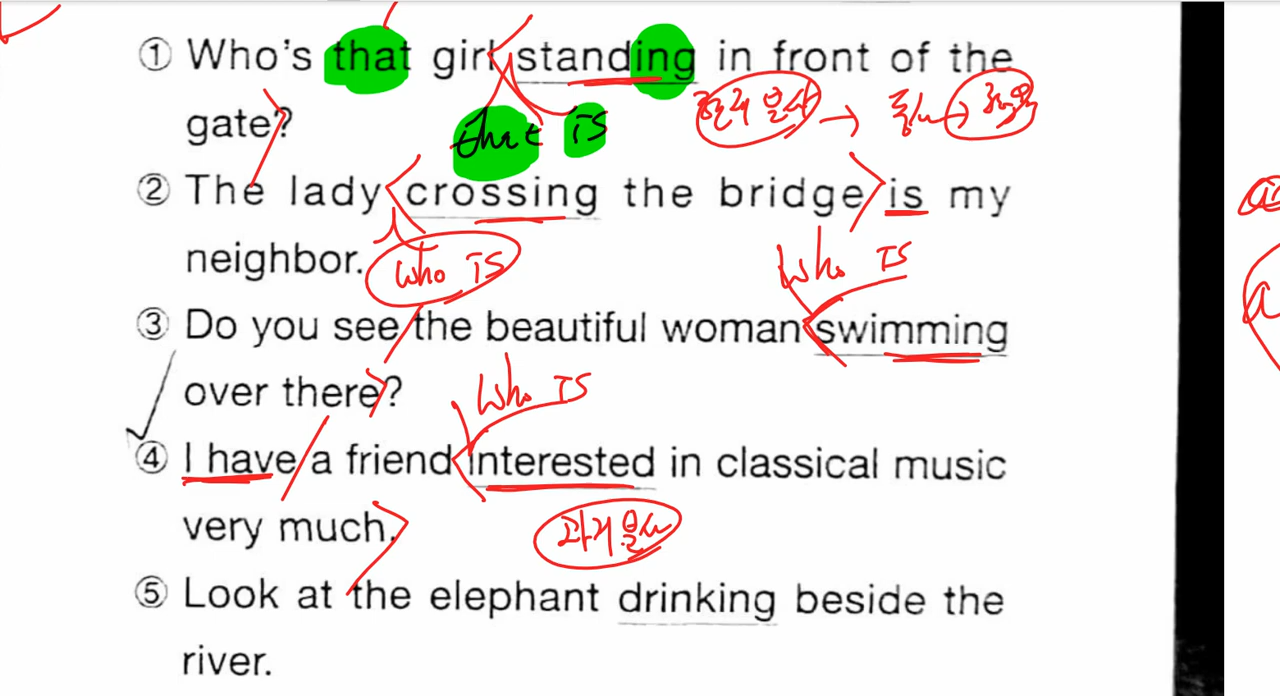 ① Who's that girl standing in front of the
that is 현재 분사 → 동사 →
gate?
② The lady crossing the bridge is my
neighbor. who is who is
③ Do you see the beautiful woman swimming
over there? who is
④ I have a friend interested in classical music
very much. 과거 분사
⑤ Look at the elephant drinking beside the
river.